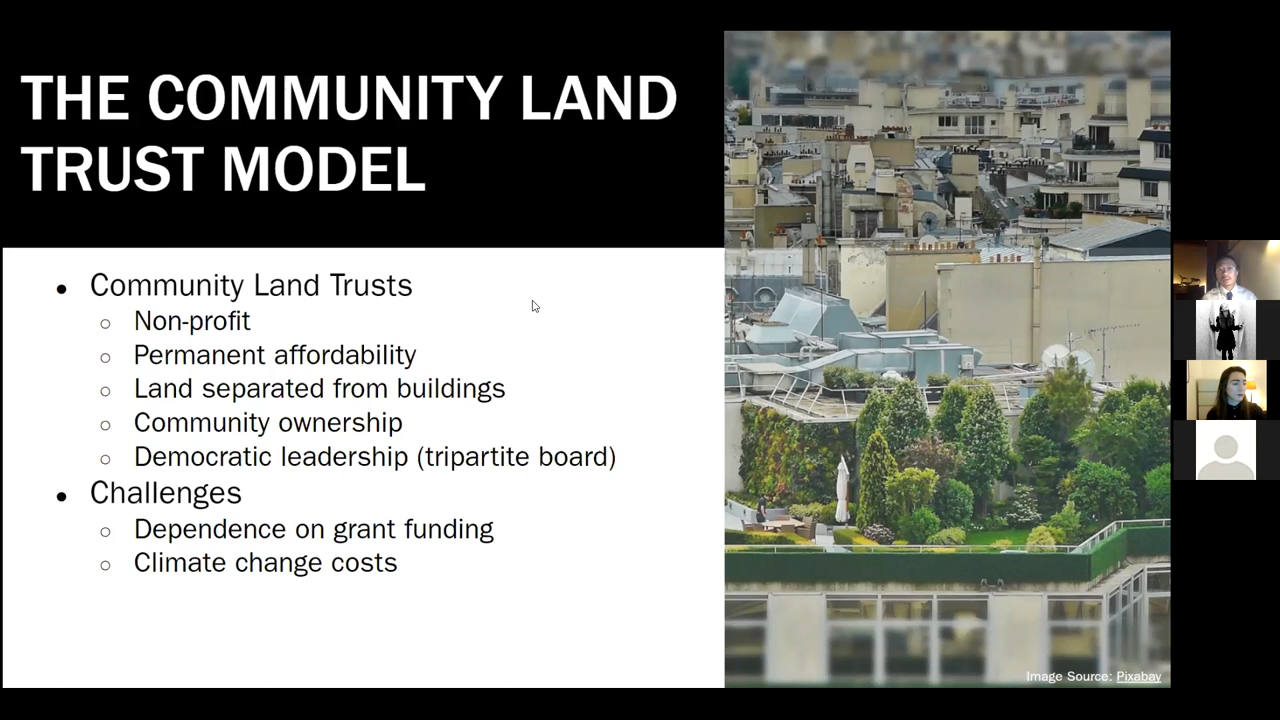 THE COMMUNITY LAND
TRUST MODEL
● Community Land Trusts
○ Non-profit
○ Permanent affordability
○ Land separated from buildings
○ Community ownership
○ Democratic leadership (tripartite board)
● Challenges
○ Dependence on grant funding
○ Climate change costs
Image Source: Pixabay